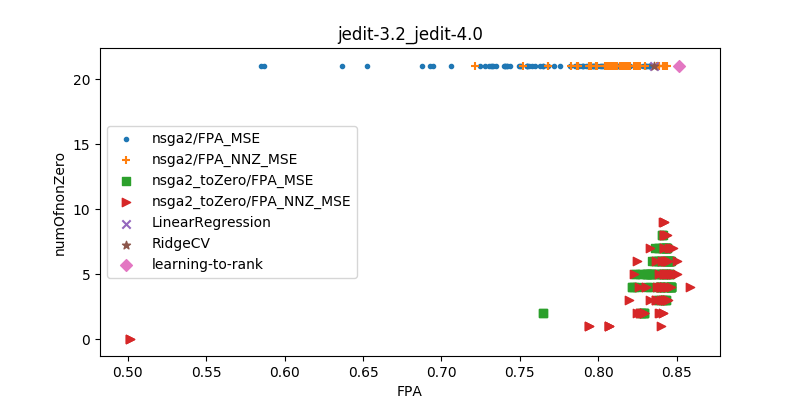 jedit-3.2_jedit-4.0
numOfnonZero
20
15
10
5
0
nsga2/FPA_MSE
nsga2/FPA_NNZ_MSE
nsga2_toZero/FPA_MSE
nsga2_toZero/FPA_NNZ_MSE
LinearRegression
RidgeCV
learning-to-rank
0.50 0.55 0.60 0.65 0.70 0.75 0.80 0.85
FPA